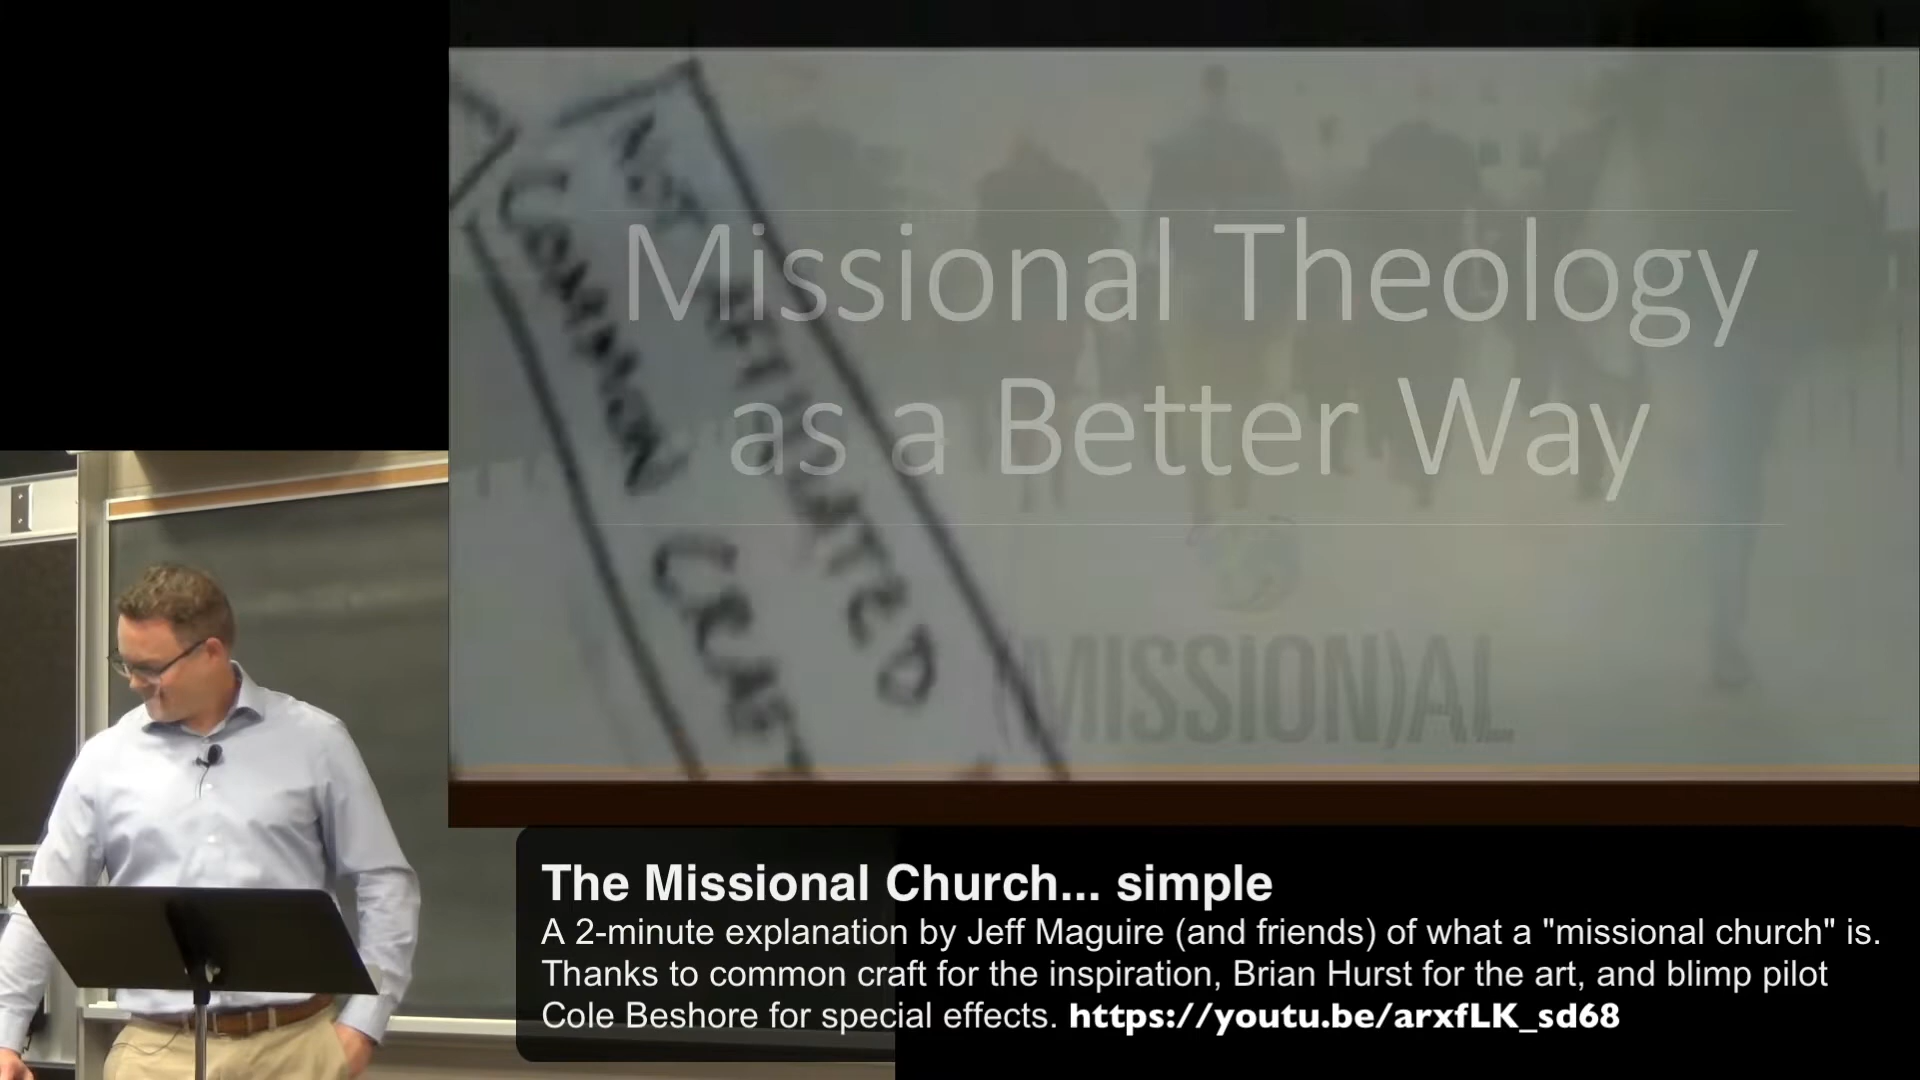 NOT AFFILIATED
COMMON CRAFT
Missional Theology
as a Better Way
(MISSION)AL
The Missional Church... simple
A 2-minute explanation by Jeff Maguire (and friends) of what a "missional church" is.
Thanks to common craft for the inspiration, Brian Hurst for the art, and blimp pilot
Cole Beshore for special effects. https://youtu.be/arxfLK_sd68